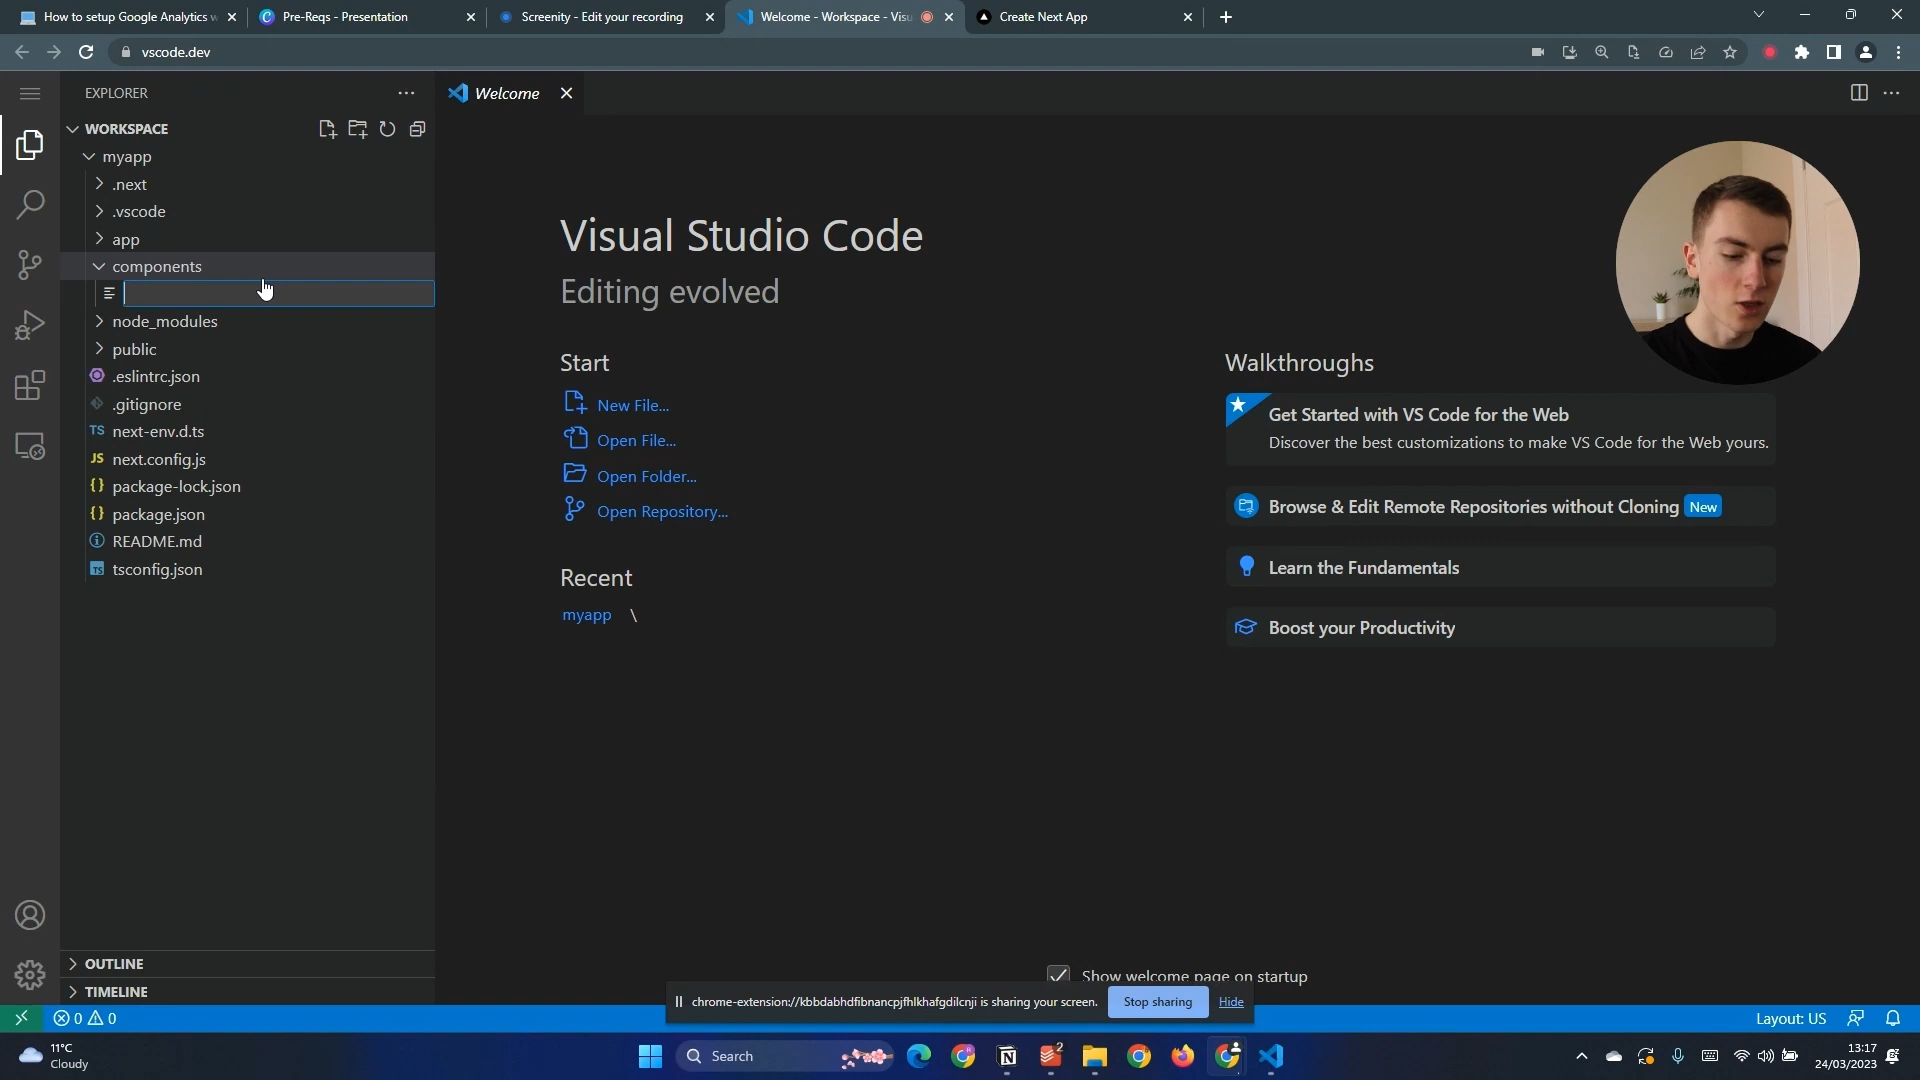 How to setup Google Analytics w
Pre-Reqs - Presentation
Screenity - Edit your recording
Welcome - Workspace - Visu
Create Next App
vscode.dev
EXPLORER
Welcome
WORKSPACE
myapp
.next
.vscode
app
components
node_modules
public
.eslintrc.json
.gitignore
TS next-env.d.ts
JS next.config.js
{} package-lock.json
{} package.json
README.md
TS tsconfig.json
OUTLINE
TIMELINE
Visual Studio Code
Editing evolved
Start
New File...
Open File...
Open Folder...
Open Repository...
Recent
myapp \
Walkthroughs
Get Started with VS Code for the Web
Discover the best customizations to make VS Code for the Web yours.
Browse & Edit Remote Repositories without Cloning New
Learn the Fundamentals
Boost your Productivity
Show welcome page on startup
chrome-extension://kbbdabhdfibnancpjfhlkhafgdilcnji is sharing your screen. Stop sharing Hide
0 0
Layout: US
11°C
Cloudy
Search
2
13:17
24/03/2023